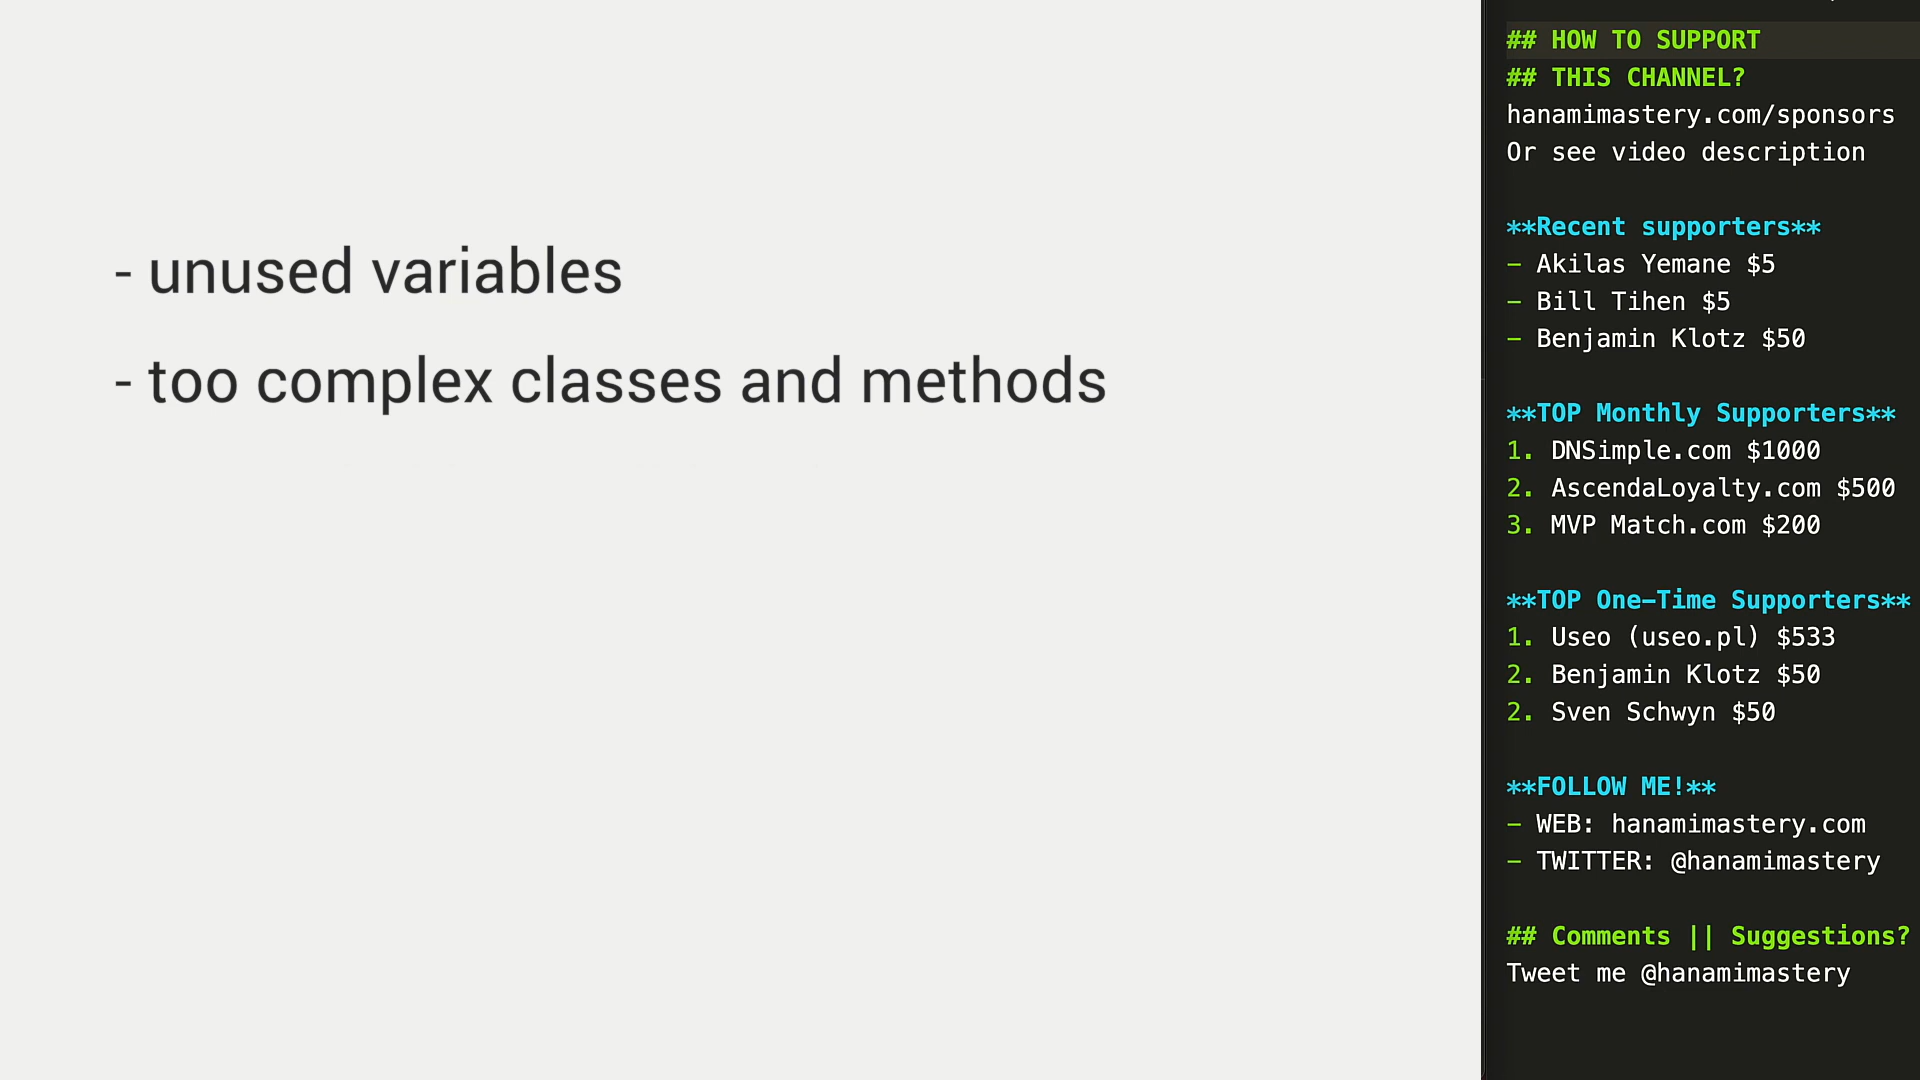 - unused variables
- too complex classes and methods
## HOW TO SUPPORT
## THIS CHANNEL?
hanamimastery.com/sponsors
Or see video description
**Recent supporters**
- Akilas Yemane $5
- Bill Tihen $5
- Benjamin Klotz $50
**TOP Monthly Supporters**
1. DNSimple.com $1000
2. AscendaLoyalty.com $500
3. MVP Match.com $200
**TOP One-Time Supporters**
1. Useo (useo.pl) $533
2. Benjamin Klotz $50
2. Sven Schwyn $50
**FOLLOW ME!**
- WEB: hanamimastery.com
- TWITTER: @hanamimastery
## Comments || Suggestions?
Tweet me @hanamimastery